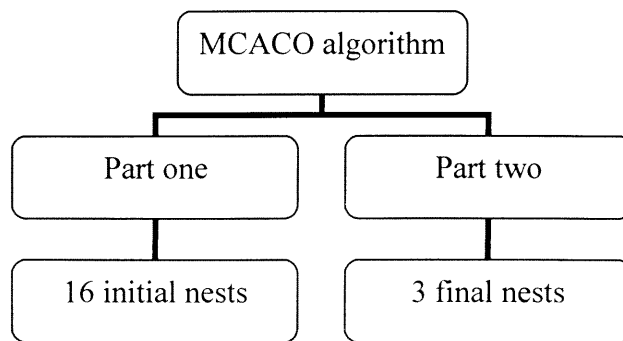 MCACO algorithm
Part one
Part two
16 initial nests
3 final nests